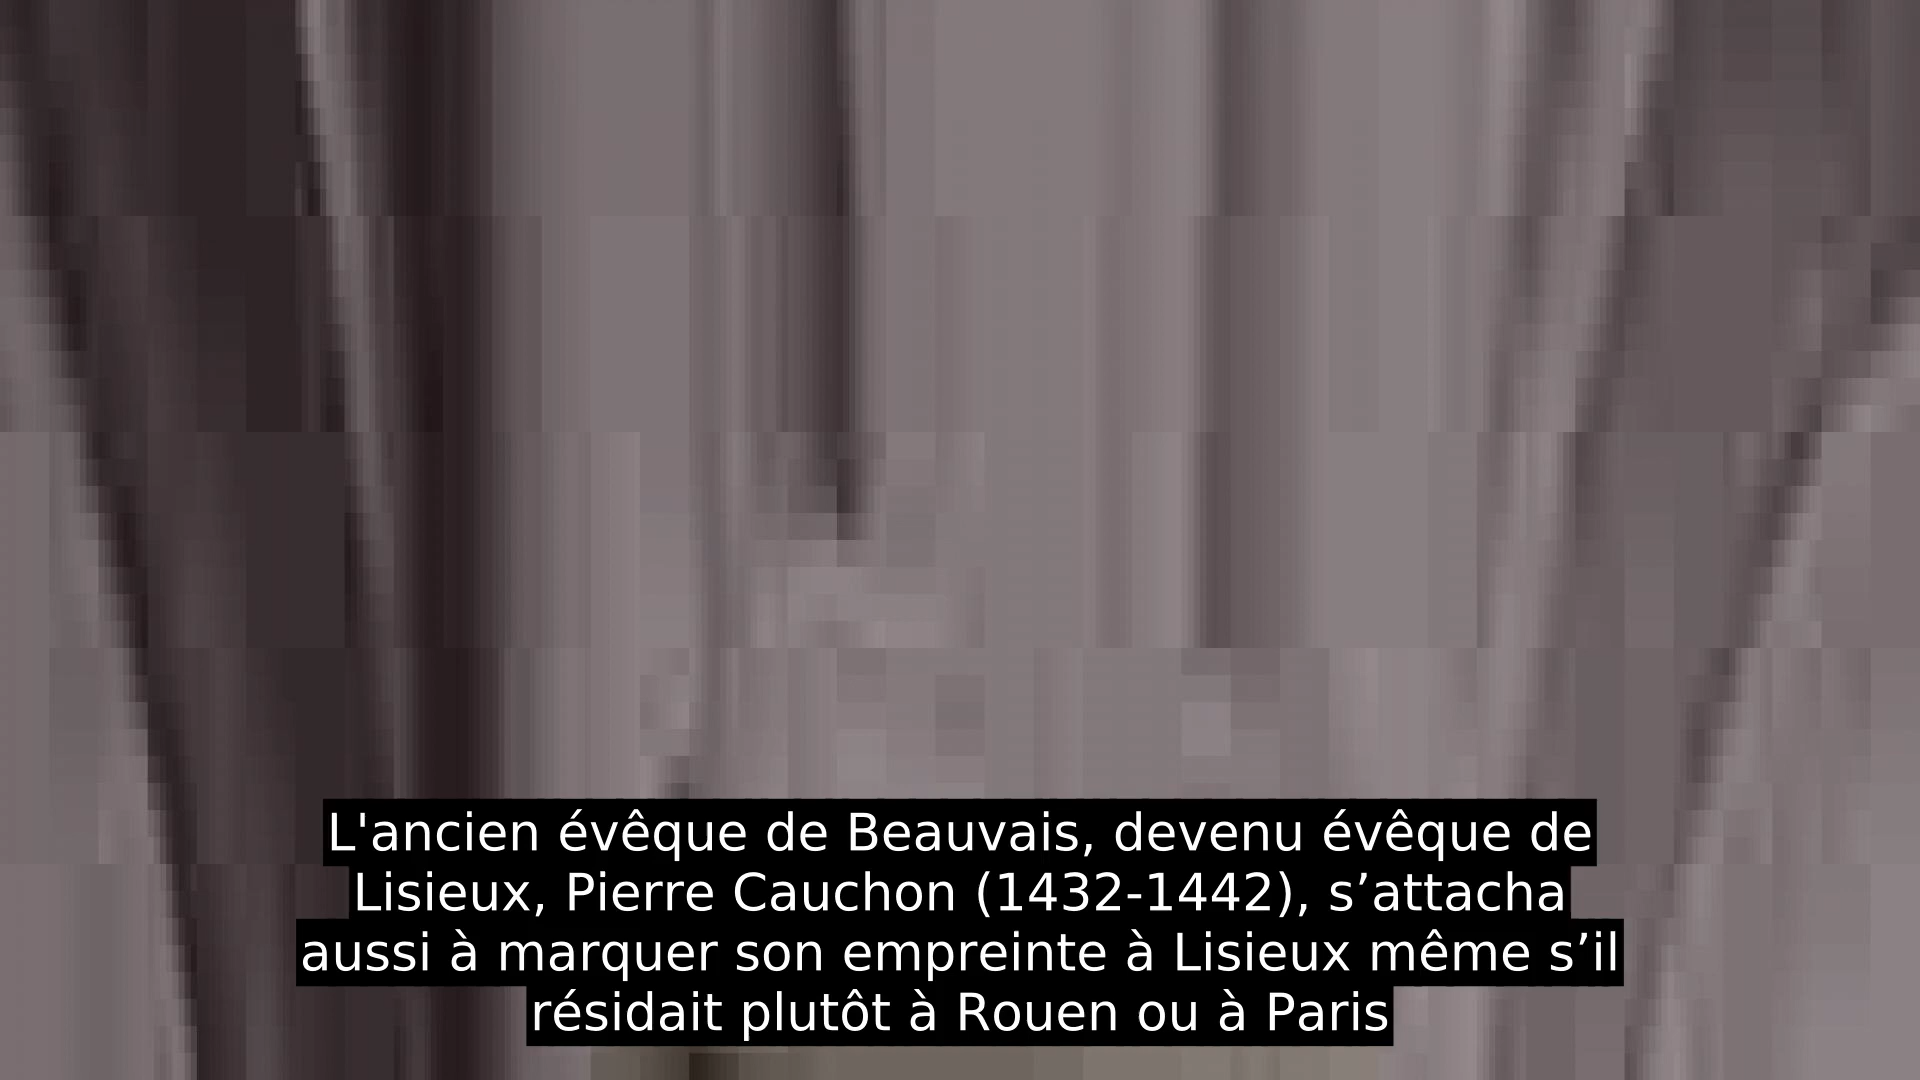 L'ancien évêque de Beauvais, devenu évêque de
Lisieux, Pierre Cauchon (1432-1442), s’attacha
aussi à marquer son empreinte à Lisieux même s’il
résidait plutôt à Rouen ou à Paris